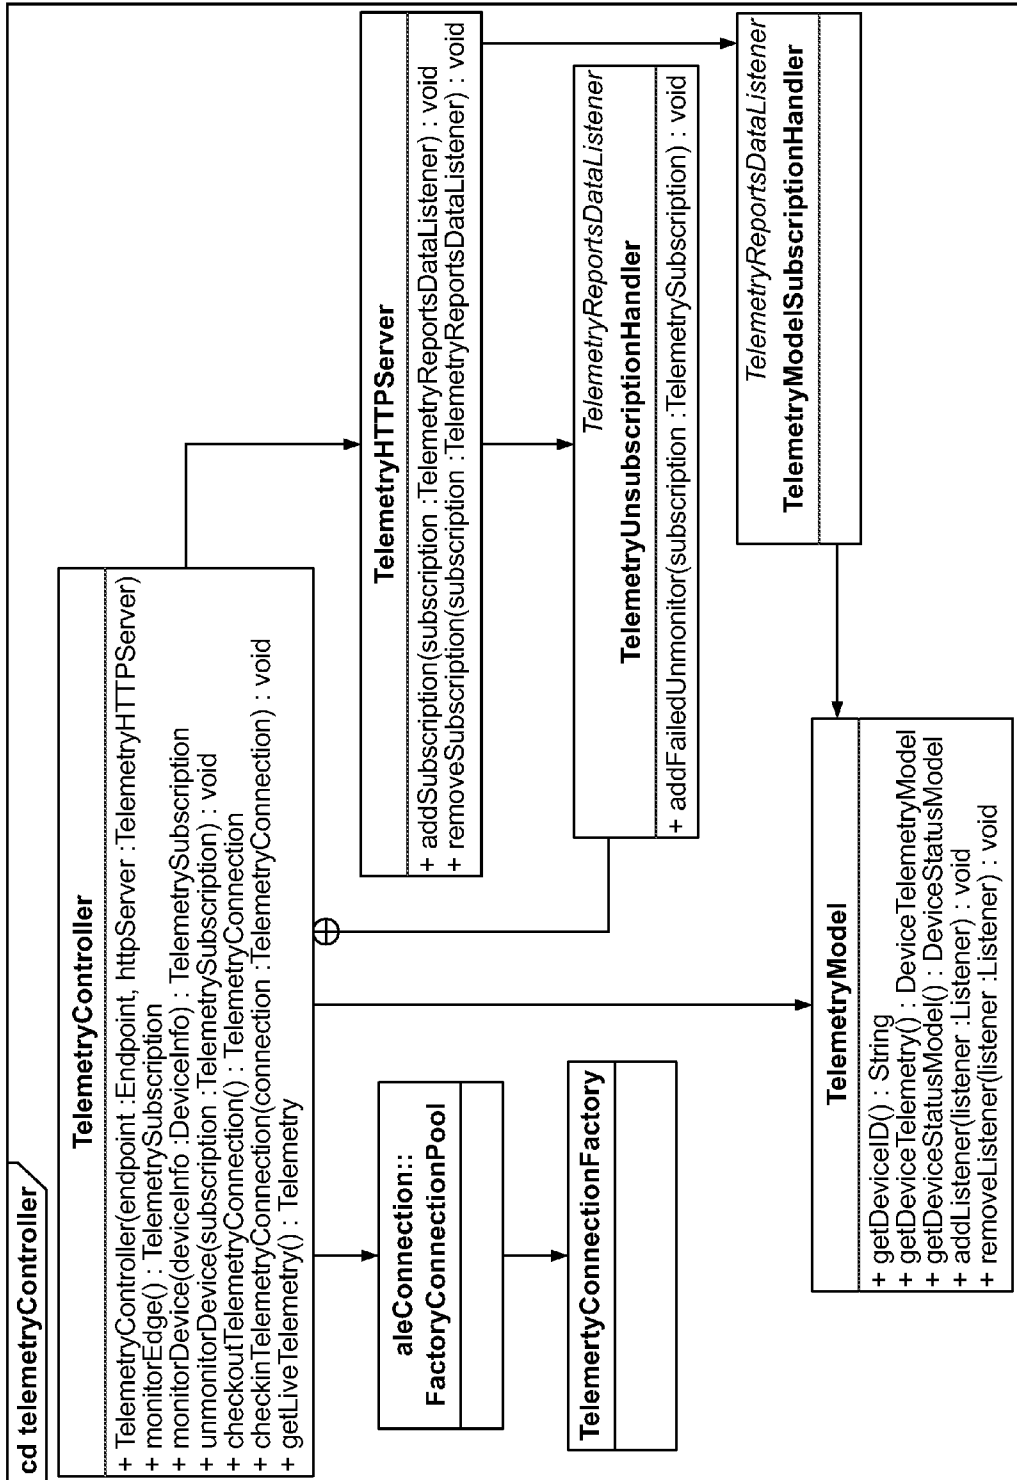 cd telemetryController
TelemetryController
+ TelemetryController(endpoint :Endpoint, httpServer :TelemetryHTTPServer)
+ monitorEdge() : TelemetrySubscription
+ monitorDevice(deviceInfo :DeviceInfo) : TelemetrySubscription
+ unmonitorDevice(subscription :TelemetrySubscription) : void
+ checkoutTelemetryConnection() : TelemetryConnection
+ checkinTelemetryConnection(connection :TelemetryConnection) : void
+ getLiveTelemetry() : Telemetry
aleConnection::
FactoryConnectionPool
TelemertyConnectionFactory
TelemetryHTTPServer
+ addSubscription(subscription :TelemetryReportsDataListener) : void
+ removeSubscription(subscription :TelemetryReportsDataListener) : void
TelemetryReportsDataListener
TelemetryUnsubscriptionHandler
+ addFailedUnmonitor(subscription :TelemetrySubscription) : void
TelemetryReportsDataListener
TelemetryModelSubscriptionHandler
TelemetryModel
+ getDeviceID() : String
+ getDeviceTelemetry() : DeviceTelemetryModel
+ getDeviceStatusModel() : DeviceStatusModel
+ addListener(listener :Listener) : void
+ removeListener(listener :Listener) : void